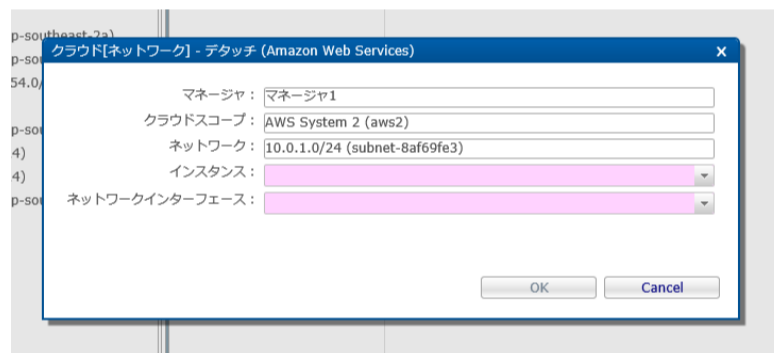 p-southeast-2a)
クラウド[ネットワーク] - デタッチ (Amazon Web Services)
x
p-sou
54.0/
マネージャ：
マネージャ1
クラウドスコープ：
AWS System 2 (aws2)
p-sou
ネットワーク：
10.0.1.0/24 (subnet-8af69fe3)
4)
インスタンス：
4)
p-sou
ネットワークインターフェース：
OK
Cancel